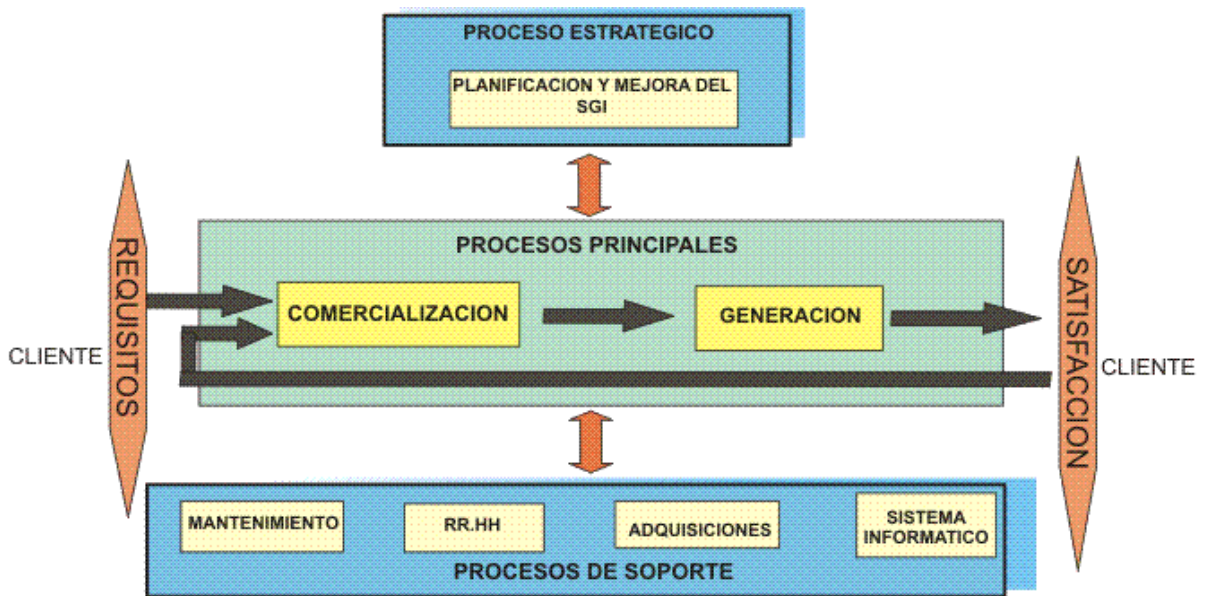 PROCESO ESTRATEGICO
PLANIFICACION Y MEJORA DEL
SGI
REQUISITOS
CLIENTE
PROCESOS PRINCIPALES
COMERCIALIZACION
GENERACION
SATISFACCION
CLIENTE
MANTENIMIENTO
RR.HH
ADQUISICIONES
SISTEMA
INFORMATICO
PROCESOS DE SOPORTE